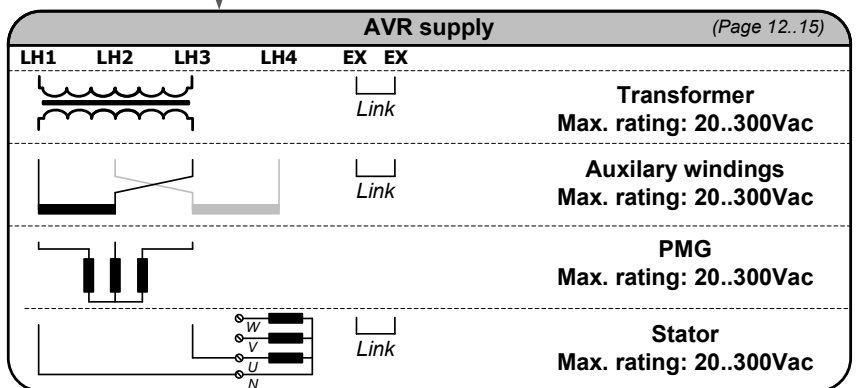 AVR supply (Page 12..15)
LH1 LH2 LH3 LH4 EX EX
Link
Transformer
Max. rating: 20..300Vac
Link
Auxilary windings
Max. rating: 20..300Vac
PMG
Max. rating: 20..300Vac
W
V
U
N
Link
Stator
Max. rating: 20..300Vac